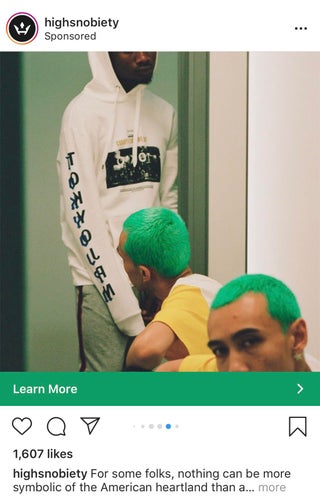 highsnobiety
Sponsored
TOKYOJPN
Learn More
1,607 likes
highsnobiety For some folks, nothing can be more
symbolic of the American heartland than a... more